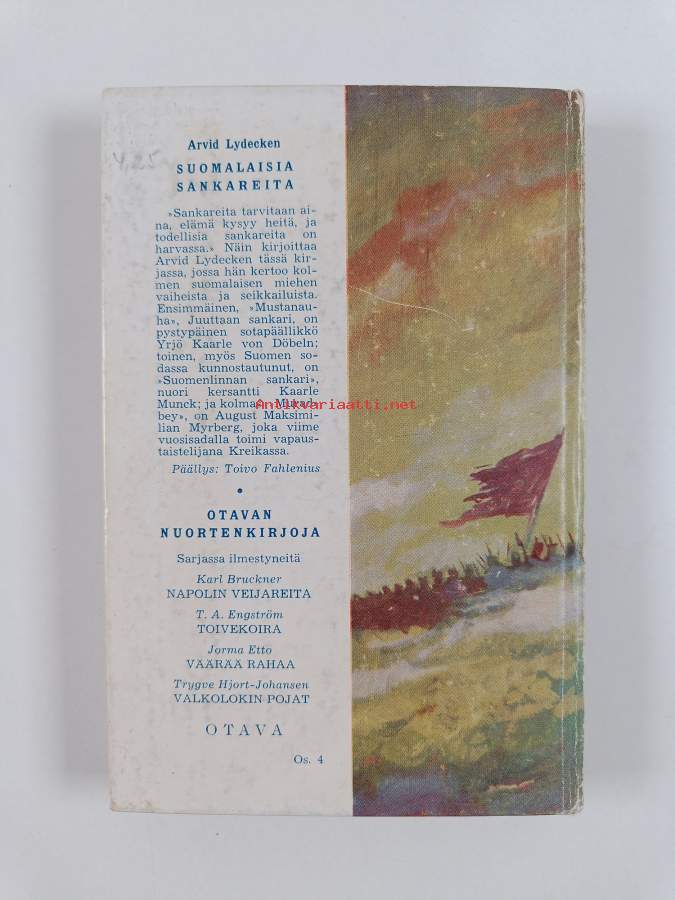 Arvid Lydecken
4.25
SUOMALAISIA
SANKAREITA
»Sankareita tarvitaan ai-
na, elämä kysyy heitä, ja
todellisia sankareita on
harvassa.» Näin kirjoittaa
Arvid Lydecken tässä kir-
jassa, jossa hän kertoo kol-
men suomalaisen miehen
vaiheista ja seikkailuista.
Ensimmäinen, »Mustanau-
ha», Juuttaan sankari, on
pystypäinen sotapäällikkö
Yrjö Kaarle von Döbeln;
toinen, myös Suomen so-
dassa kunnostautunut, on
»Suomenlinnan sankari»,
nuori kersantti Kaarle
Munck; ja kolmas, »Murad-
bey», on August Maksimi-
lian Myrberg, joka viime
vuosisadalla toimi vapaus-
taistelijana Kreikassa.
Päällys: Toivo Fahlenius
•
OTAVAN
NUORTENKIRJOJA
Sarjassa ilmestyneitä
Karl Bruckner
NAPOLIN VEIJAREITA
T. A. Engström
TOIVEKOIRA
Jorma Etto
VÄÄRÄÄ RAHAA
Trygve Hjort-Johansen
VALKOLOKIN POJAT
OTAVA
Os. 4
Antikvariaatti.net